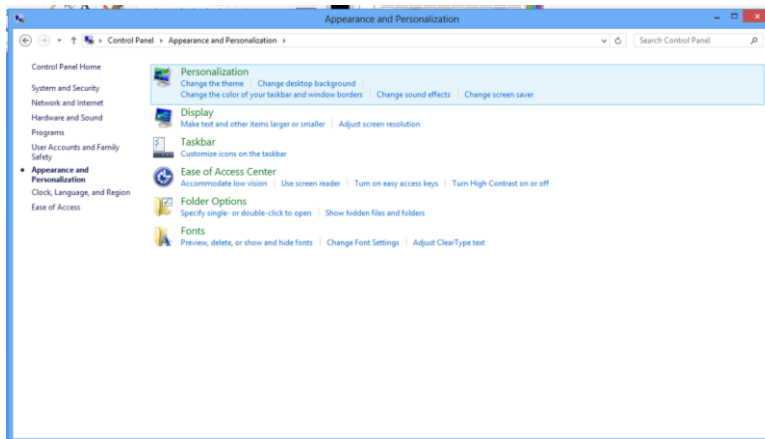 Appearance and Personalization
Control Panel Appearance and Personalization
Search Control Panel
Control Panel Home
System and Security
Network and Internet
Hardware and Sound
Programs
User Accounts and Family
Safety
Appearance and
Personalization
Clock, Language, and Region
Ease of Access
Personalization
Change the theme Change desktop background
Change the color of your taskbar and window borders Change sound effects Change screen saver
Display
Make text and other items larger or smaller Adjust screen resolution
Taskbar
Customize icons on the taskbar
Ease of Access Center
Accommodate low vision Use screen reader Turn on easy access keys Turn High Contrast on or off
Folder Options
Specify single- or double-click to open Show hidden files and folders
Fonts
Preview, delete, or show and hide fonts Change Font Settings Adjust ClearType text